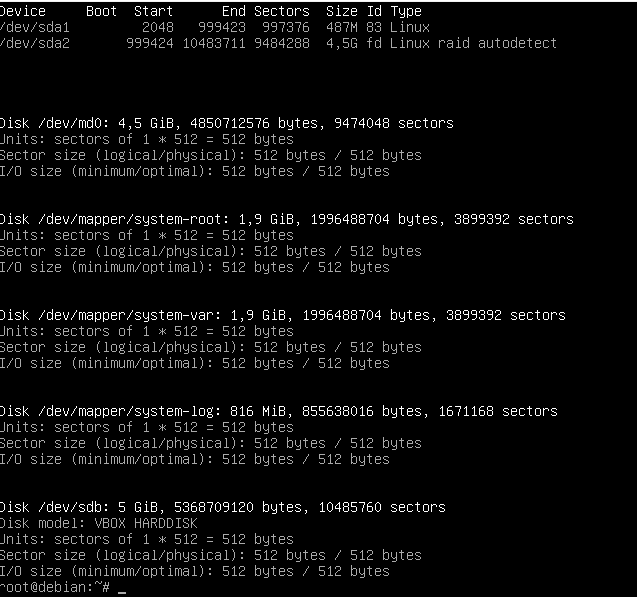 Device     Boot  Start      End Sectors  Size Id Type
/dev/sda1         2048   999423  997376  487M 83 Linux
/dev/sda2       999424 10483711 9484288  4,5G fd Linux raid autodetect
Disk /dev/md0: 4,5 GiB, 4850712576 bytes, 9474048 sectors
Units: sectors of 1 * 512 = 512 bytes
Sector size (logical/physical): 512 bytes / 512 bytes
I/O size (minimum/optimal): 512 bytes / 512 bytes
Disk /dev/mapper/system-root: 1,9 GiB, 1996488704 bytes, 3899392 sectors
Units: sectors of 1 * 512 = 512 bytes
Sector size (logical/physical): 512 bytes / 512 bytes
I/O size (minimum/optimal): 512 bytes / 512 bytes
Disk /dev/mapper/system-var: 1,9 GiB, 1996488704 bytes, 3899392 sectors
Units: sectors of 1 * 512 = 512 bytes
Sector size (logical/physical): 512 bytes / 512 bytes
I/O size (minimum/optimal): 512 bytes / 512 bytes
Disk /dev/mapper/system-log: 816 MiB, 855638016 bytes, 1671168 sectors
Units: sectors of 1 * 512 = 512 bytes
Sector size (logical/physical): 512 bytes / 512 bytes
I/O size (minimum/optimal): 512 bytes / 512 bytes
Disk /dev/sdb: 5 GiB, 5368709120 bytes, 10485760 sectors
Disk model: VBOX HARDDISK
Units: sectors of 1 * 512 = 512 bytes
Sector size (logical/physical): 512 bytes / 512 bytes
I/O size (minimum/optimal): 512 bytes / 512 bytes
root@debian:~# _